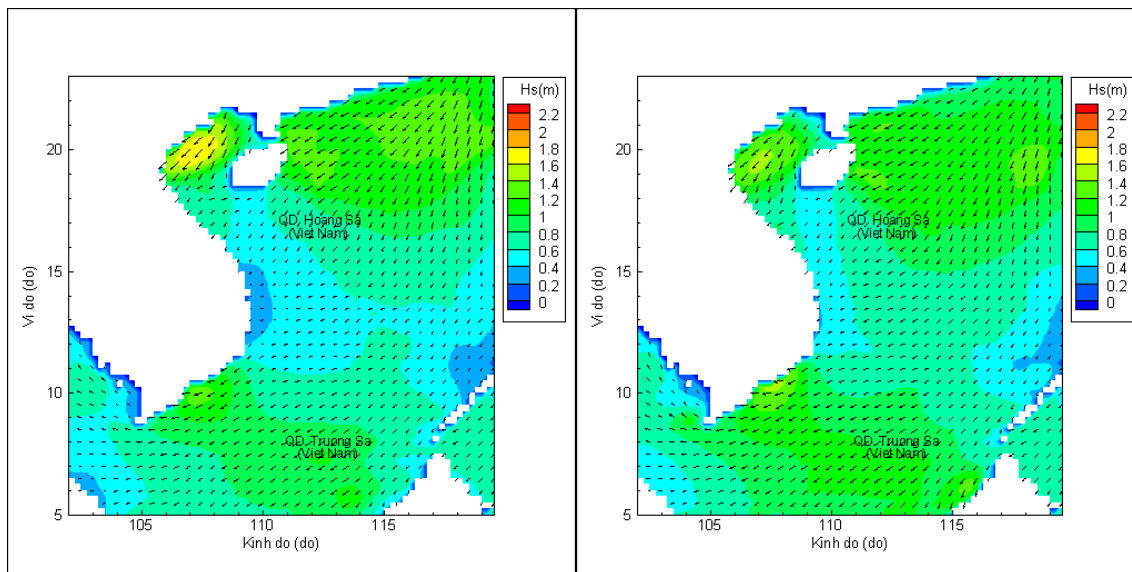 Hs(m)
2.2
2
1.8
1.6
1.4
1.2
1
0.8
0.6
0.4
0.2
0
20
15
10
5
105
110
115
Vi do (do)
Kinh do (do)
QD. Hoang Sa
(Viet Nam)
QD. Truong Sa
(Viet Nam)
Hs(m)
2.2
2
1.8
1.6
1.4
1.2
1
0.8
0.6
0.4
0.2
0
20
15
10
5
105
110
115
Vi do (do)
Kinh do (do)
QD. Hoang Sa
(Viet Nam)
QD. Truong Sa
(Viet Nam)